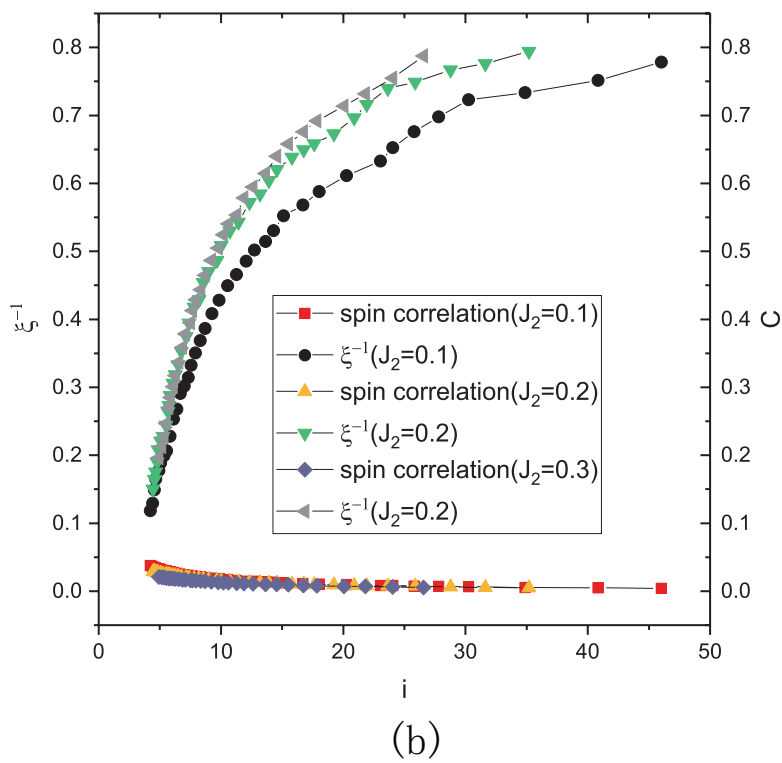 0.8
0.7
0.6
0.5
0.4
0.3
0.2
0.1
0.0
ξ⁻¹
0.8
0.7
0.6
0.5
0.4
0.3
0.2
0.1
0.0
C
spin correlation(J₂=0.1)
ξ⁻¹(J₂=0.1)
spin correlation(J₂=0.2)
ξ⁻¹(J₂=0.2)
spin correlation(J₂=0.3)
ξ⁻¹(J₂=0.2)
0 10 20 30 40 50
i
(b)